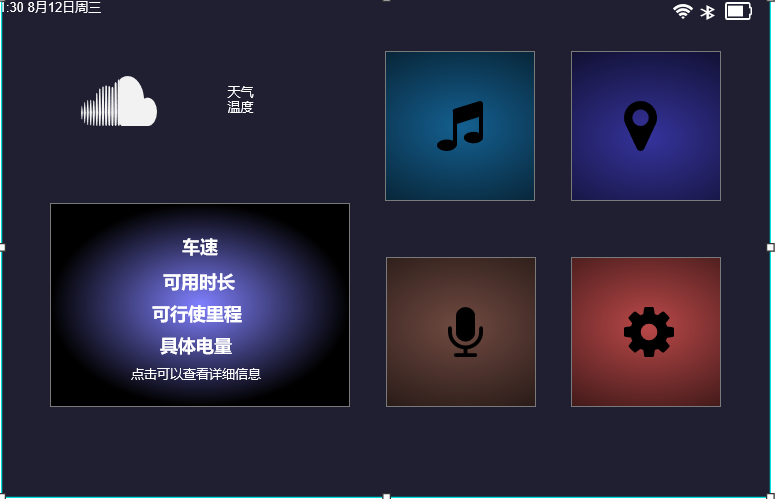 1:30 8月12日周三
天气
温度
车速
可用时长
可行使里程
具体电量
点击可以查看详细信息